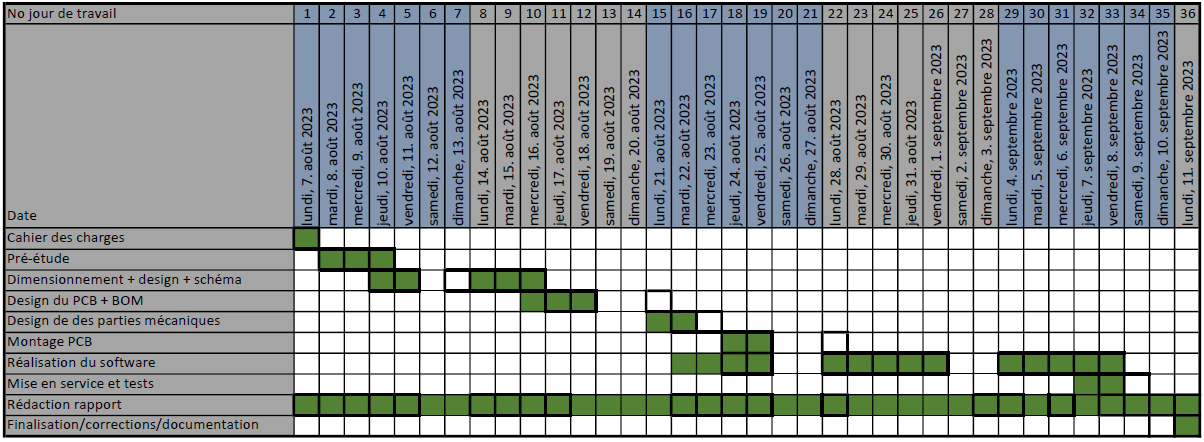 No jour de travail 1 2 3 4 5 6 7 8 9 10 11 12 13 14 15 16 17 18 19 20 21 22 23 24 25 26 27 28 29 30 31 32 33 34 35 36
Date
lundi, 7. août 2023
mardi, 8. août 2023
mercredi, 9. août 2023
jeudi, 10. août 2023
vendredi, 11. août 2023
samedi, 12. août 2023
dimanche, 13. août 2023
lundi, 14. août 2023
mardi, 15. août 2023
mercredi, 16. août 2023
jeudi, 17. août 2023
vendredi, 18. août 2023
samedi, 19. août 2023
dimanche, 20. août 2023
lundi, 21. août 2023
mardi, 22. août 2023
mercredi, 23. août 2023
jeudi, 24. août 2023
vendredi, 25. août 2023
samedi, 26. août 2023
dimanche, 27. août 2023
lundi, 28. août 2023
mardi, 29. août 2023
mercredi, 30. août 2023
jeudi, 31. août 2023
vendredi, 1. septembre 2023
samedi, 2. septembre 2023
dimanche, 3. septembre 2023
lundi, 4. septembre 2023
mardi, 5. septembre 2023
mercredi, 6. septembre 2023
jeudi, 7. septembre 2023
vendredi, 8. septembre 2023
samedi, 9. septembre 2023
dimanche, 10. septembre 2023
lundi, 11. septembre 2023
Cahier des charges
Pré-étude
Dimensionnement + design + schéma
Design du PCB + BOM
Design de des parties mécaniques
Montage PCB
Réalisation du software
Mise en service et tests
Rédaction rapport
Finalisation/corrections/documentation